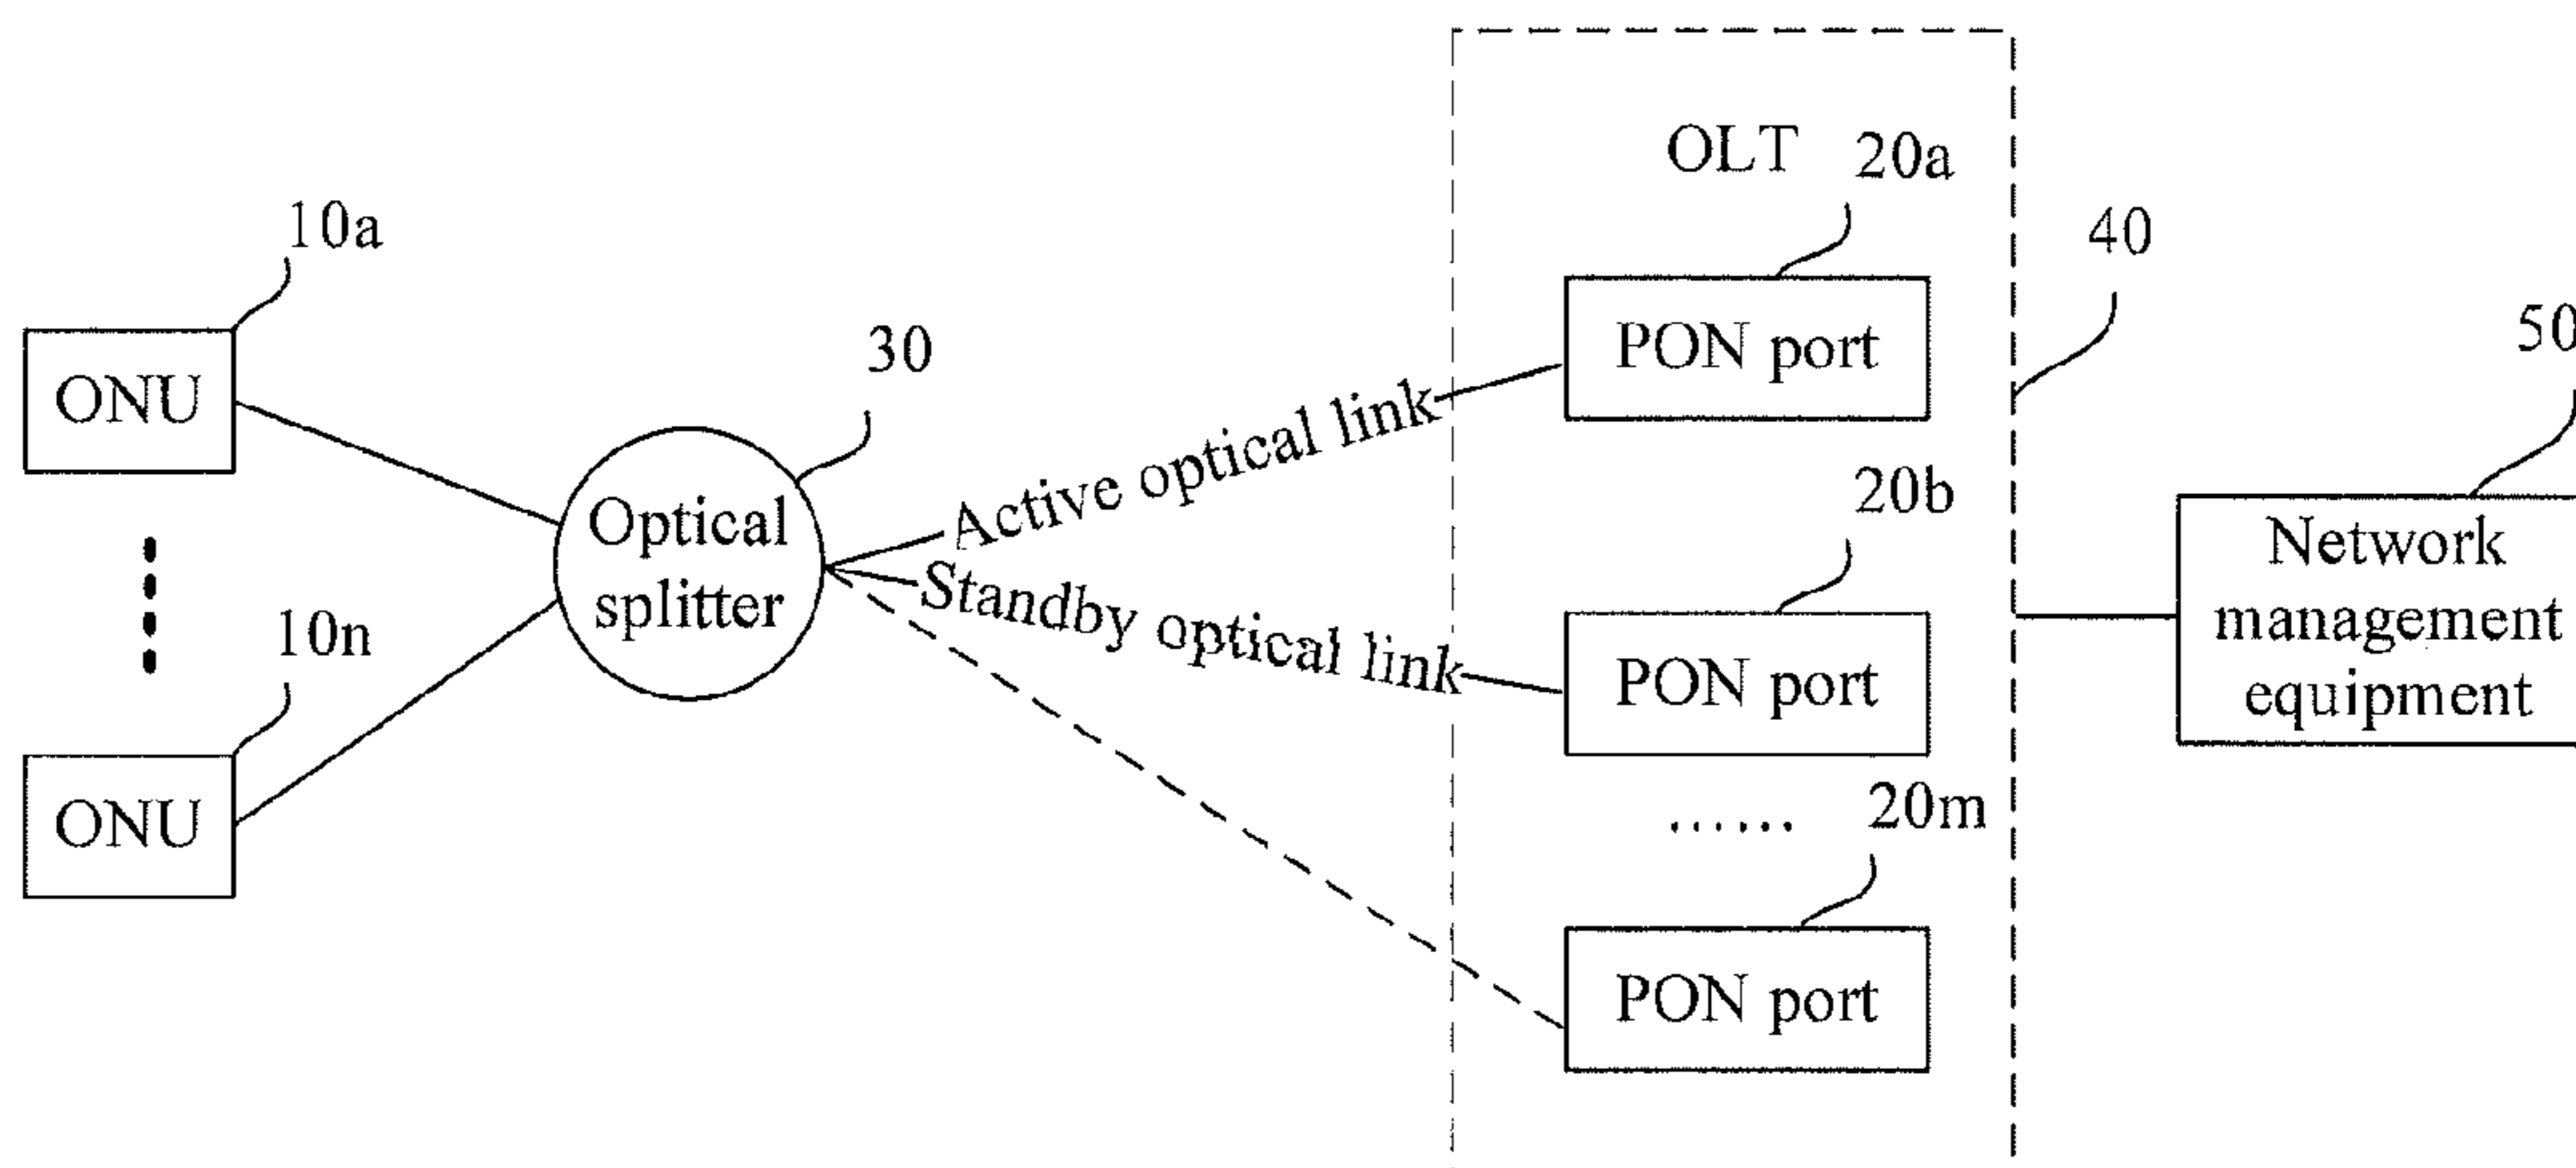 OLT
20a
10a
40
30
50
PON port
ONU
Active optical link
20b
Optical
splitter
Network
management
equipment
Standby optical link
PON port
10n
20m
......
ONU
PON port